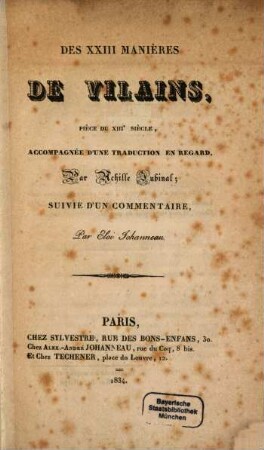 DES XXIII MANIÈRES
DE VILAINS,
PIÈCE DU XIIIᵉ SIÈCLE,
ACCOMPAGNÉE D'UNE TRADUCTION EN REGARD,
Par Achille Jubinal;
SUIVIE D'UN COMMENTAIRE,
Par Eloi Johanneau.
PARIS,
CHEZ SYLVESTRE, RUE DES BONS-ENFANS, 30.
Chez ALEX.-ANDRÉ JOHANNEAU, rue du Coq, 8 bis.
Et Chez TECHENER, place du Louvre, 12.
1834.
Bayerische
Staatsbibliothek
München